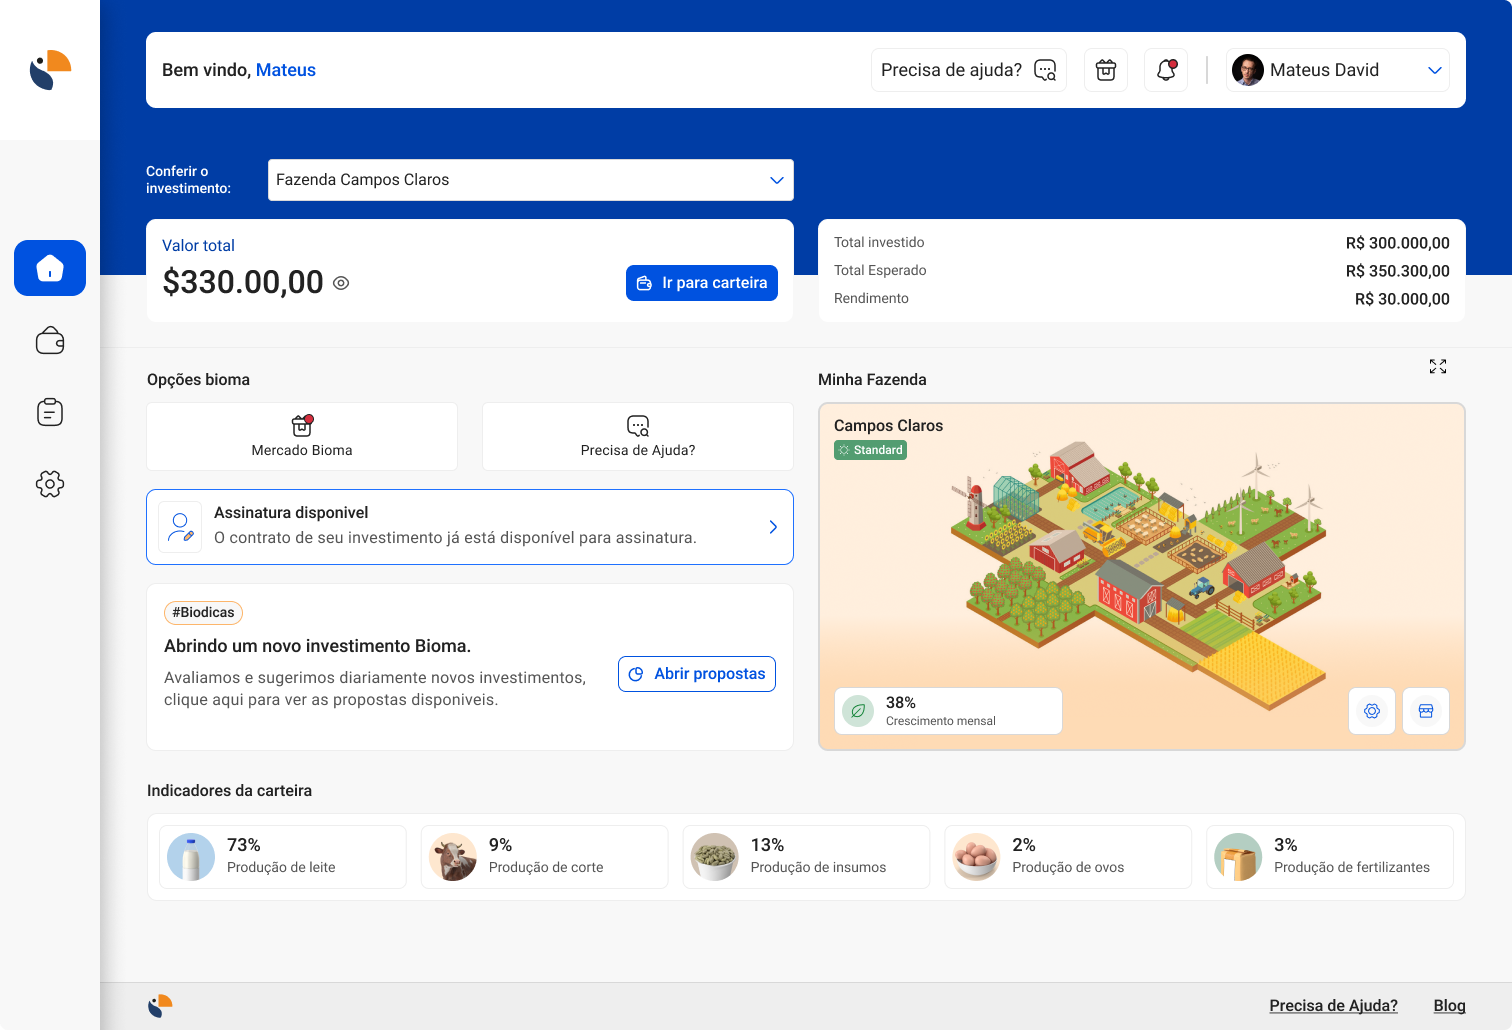 Bem vindo, Mateus
Precisa de ajuda?
Mateus David
Conferir o
investimento:
Fazenda Campos Claros
Valor total
$330.00,00
Ir para carteira
Total investido R$ 300.000,00
Total Esperado R$ 350.300,00
Rendimento R$ 30.000,00
Opções bioma
Mercado Bioma
Precisa de Ajuda?
Assinatura disponivel
O contrato de seu investimento já está disponível para assinatura.
#Biodicas
Abrindo um novo investimento Bioma.
Avaliamos e sugerimos diariamente novos investimentos,
clique aqui para ver as propostas disponiveis.
Abrir propostas
Minha Fazenda
Campos Claros
Standard
38%
Crescimento mensal
Indicadores da carteira
73%
Produção de leite
9%
Produção de corte
13%
Produção de insumos
2%
Produção de ovos
3%
Produção de fertilizantes
Precisa de Ajuda?
Blog